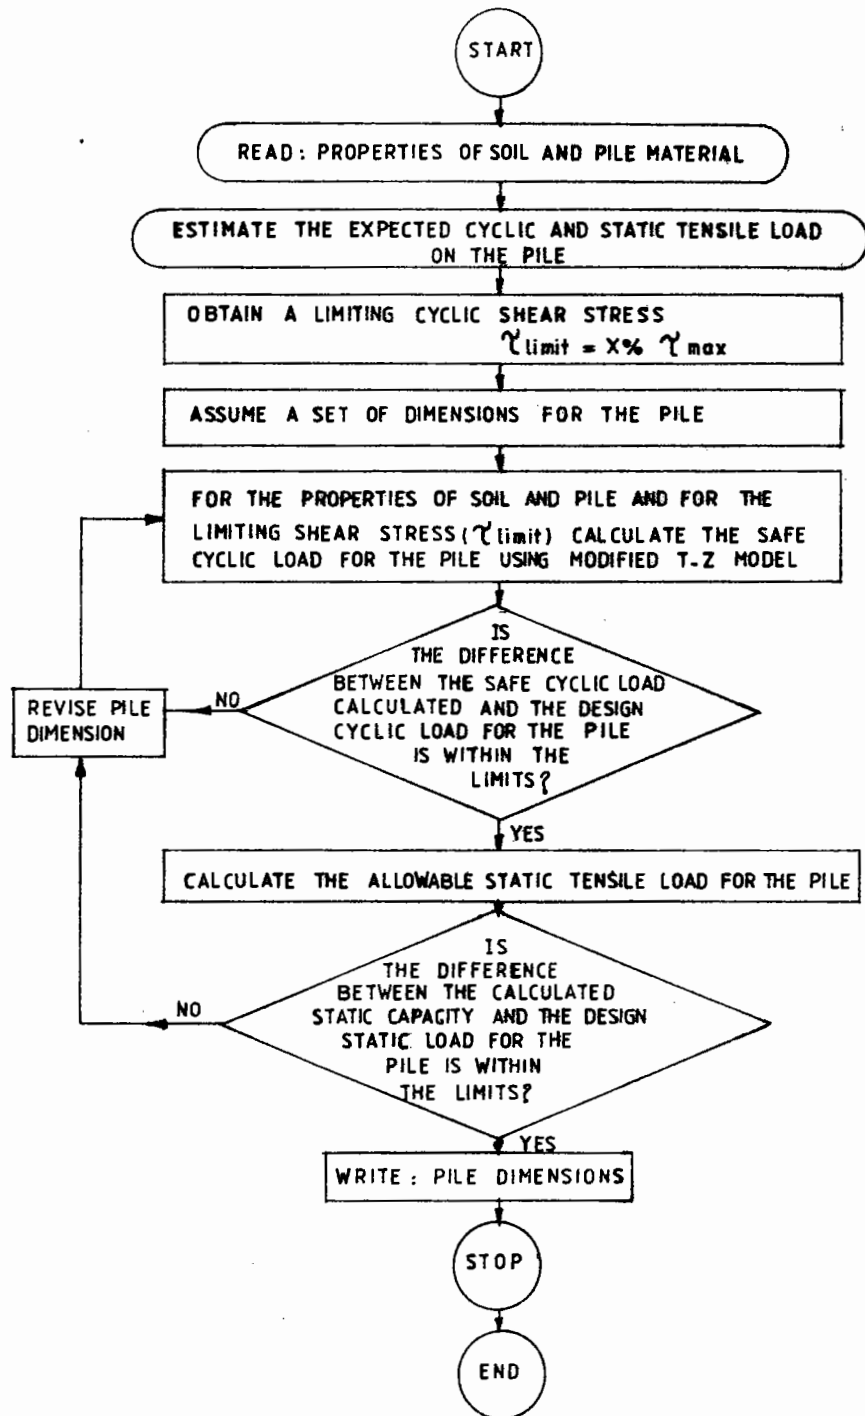 START
READ : PROPERTIES OF SOIL AND PILE MATERIAL
ESTIMATE THE EXPECTED CYCLIC AND STATIC TENSILE LOAD
ON THE PILE
OBTAIN A LIMITING CYCLIC SHEAR STRESS
τ limit = X% τ max
ASSUME A SET OF DIMENSIONS FOR THE PILE
FOR THE PROPERTIES OF SOIL AND PILE AND FOR THE
LIMITING SHEAR STRESS (τ limit) CALCULATE THE SAFE
CYCLIC LOAD FOR THE PILE USING MODIFIED T-Z MODEL
IS
THE DIFFERENCE
BETWEEN THE SAFE CYCLIC LOAD
CALCULATED AND THE DESIGN
CYCLIC LOAD FOR THE PILE
IS WITHIN THE
LIMITS?
NO
REVISE PILE
DIMENSION
YES
CALCULATE THE ALLOWABLE STATIC TENSILE LOAD FOR THE PILE
IS
THE DIFFERENCE
BETWEEN THE CALCULATED
STATIC CAPACITY AND THE DESIGN
STATIC LOAD FOR THE
PILE IS WITHIN
THE LIMITS?
NO
YES
WRITE : PILE DIMENSIONS
STOP
END